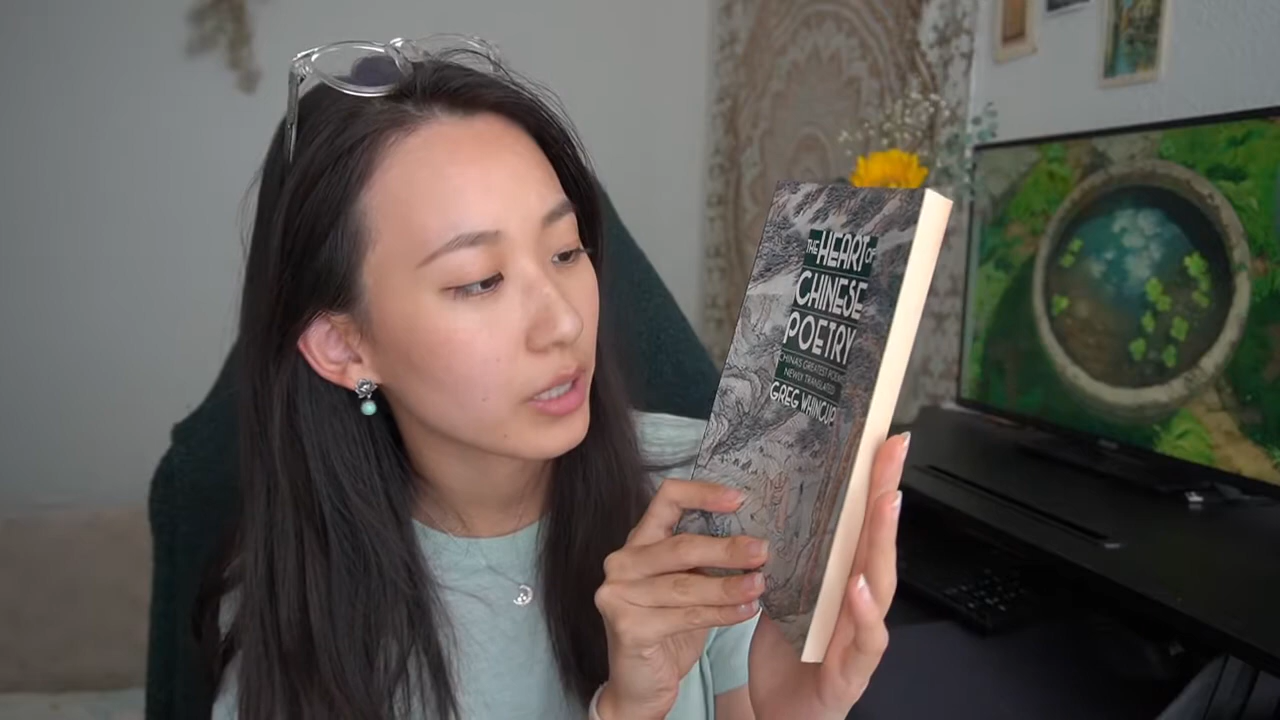 THE HEART OF
CHINESE
POETRY
CHINA'S GREATEST POEMS
NEWLY TRANSLATED
GREG WHINCUP